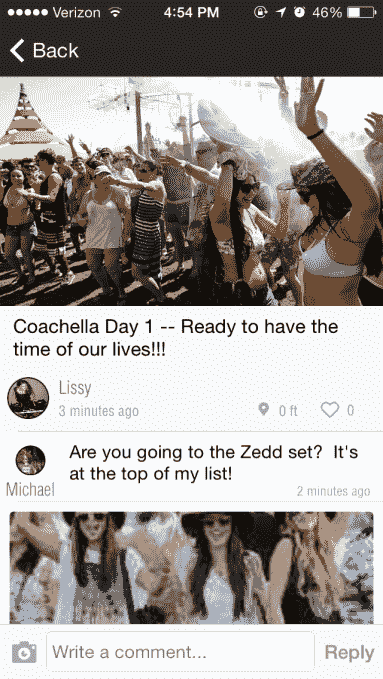 Verizon 4:54 PM 46%
Back
Coachella Day 1 -- Ready to have the
time of our lives!!!
Lissy
3 minutes ago 0 ft 0
Are you going to the Zedd set? It's
at the top of my list!
Michael 2 minutes ago
Write a comment... Reply